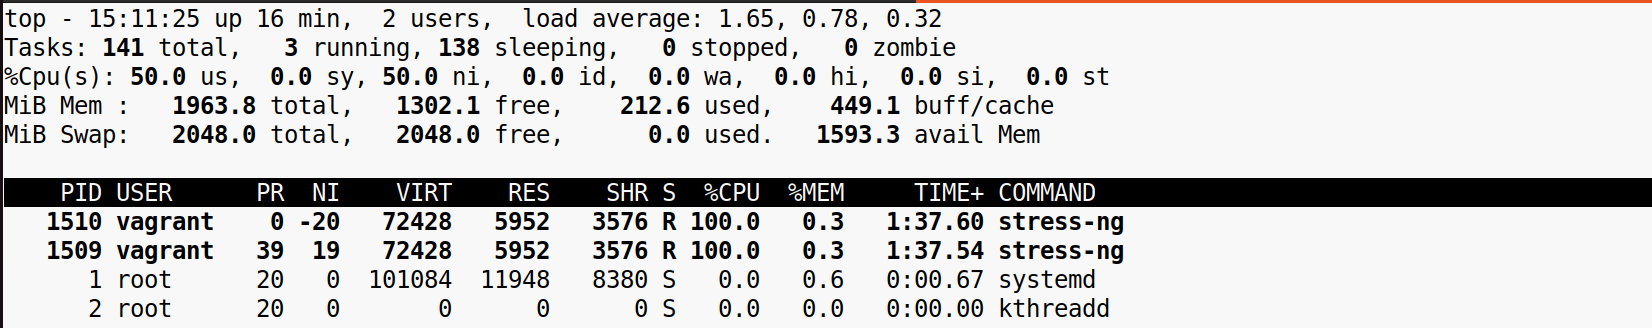 top - 15:11:25 up 16 min,  2 users,  load average: 1.65, 0.78, 0.32
Tasks: 141 total,   3 running, 138 sleeping,   0 stopped,   0 zombie
%Cpu(s): 50.0 us,  0.0 sy, 50.0 ni,  0.0 id,  0.0 wa,  0.0 hi,  0.0 si,  0.0 st
MiB Mem :   1963.8 total,   1302.1 free,    212.6 used,    449.1 buff/cache
MiB Swap:   2048.0 total,   2048.0 free,      0.0 used.   1593.3 avail Mem
    PID USER      PR  NI    VIRT    RES    SHR S  %CPU  %MEM     TIME+ COMMAND
   1510 vagrant    0 -20   72428   5952   3576 R 100.0   0.3   1:37.60 stress-ng
   1509 vagrant   39  19   72428   5952   3576 R 100.0   0.3   1:37.54 stress-ng
      1 root      20   0  101084  11948   8380 S   0.0   0.6   0:00.67 systemd
      2 root      20   0       0      0      0 S   0.0   0.0   0:00.00 kthreadd